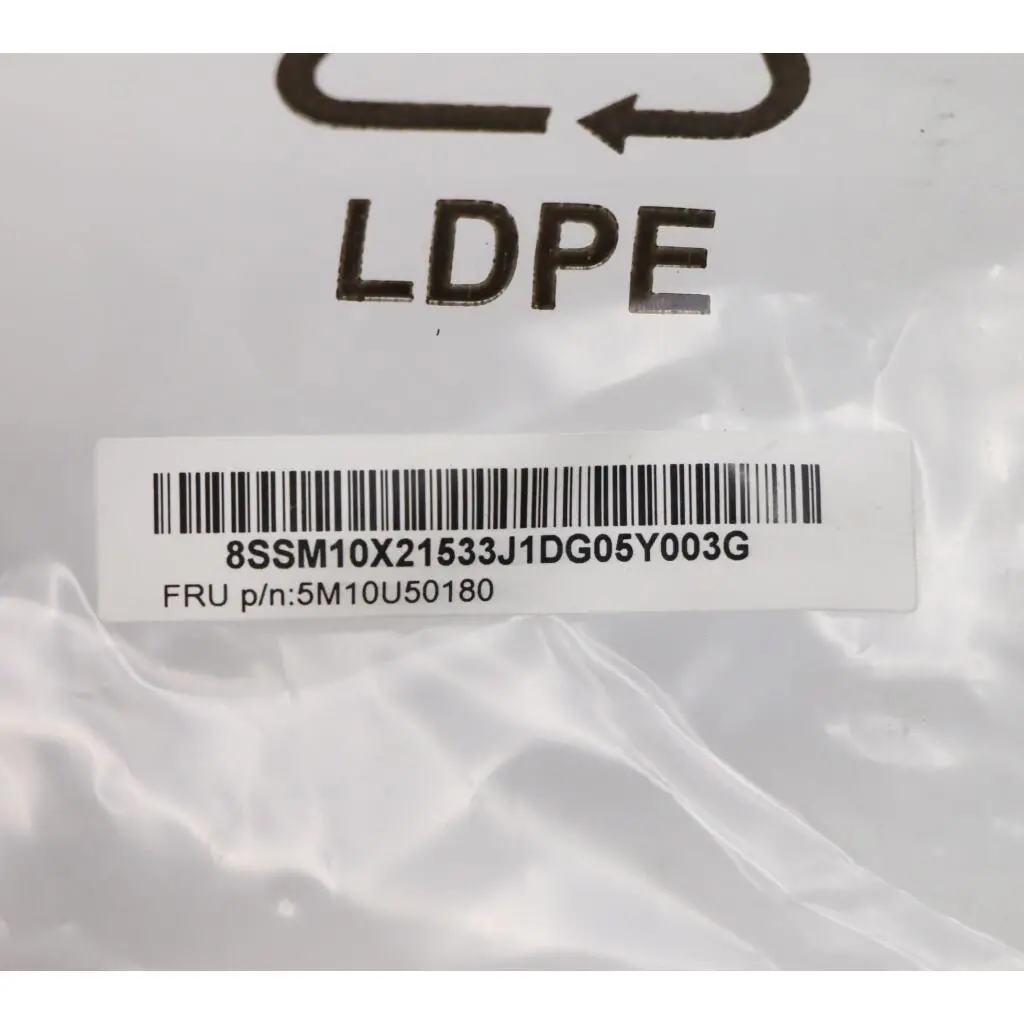 LDPE
8SSM10X21533J1DG05Y003G
FRU p/n:5M10U50180